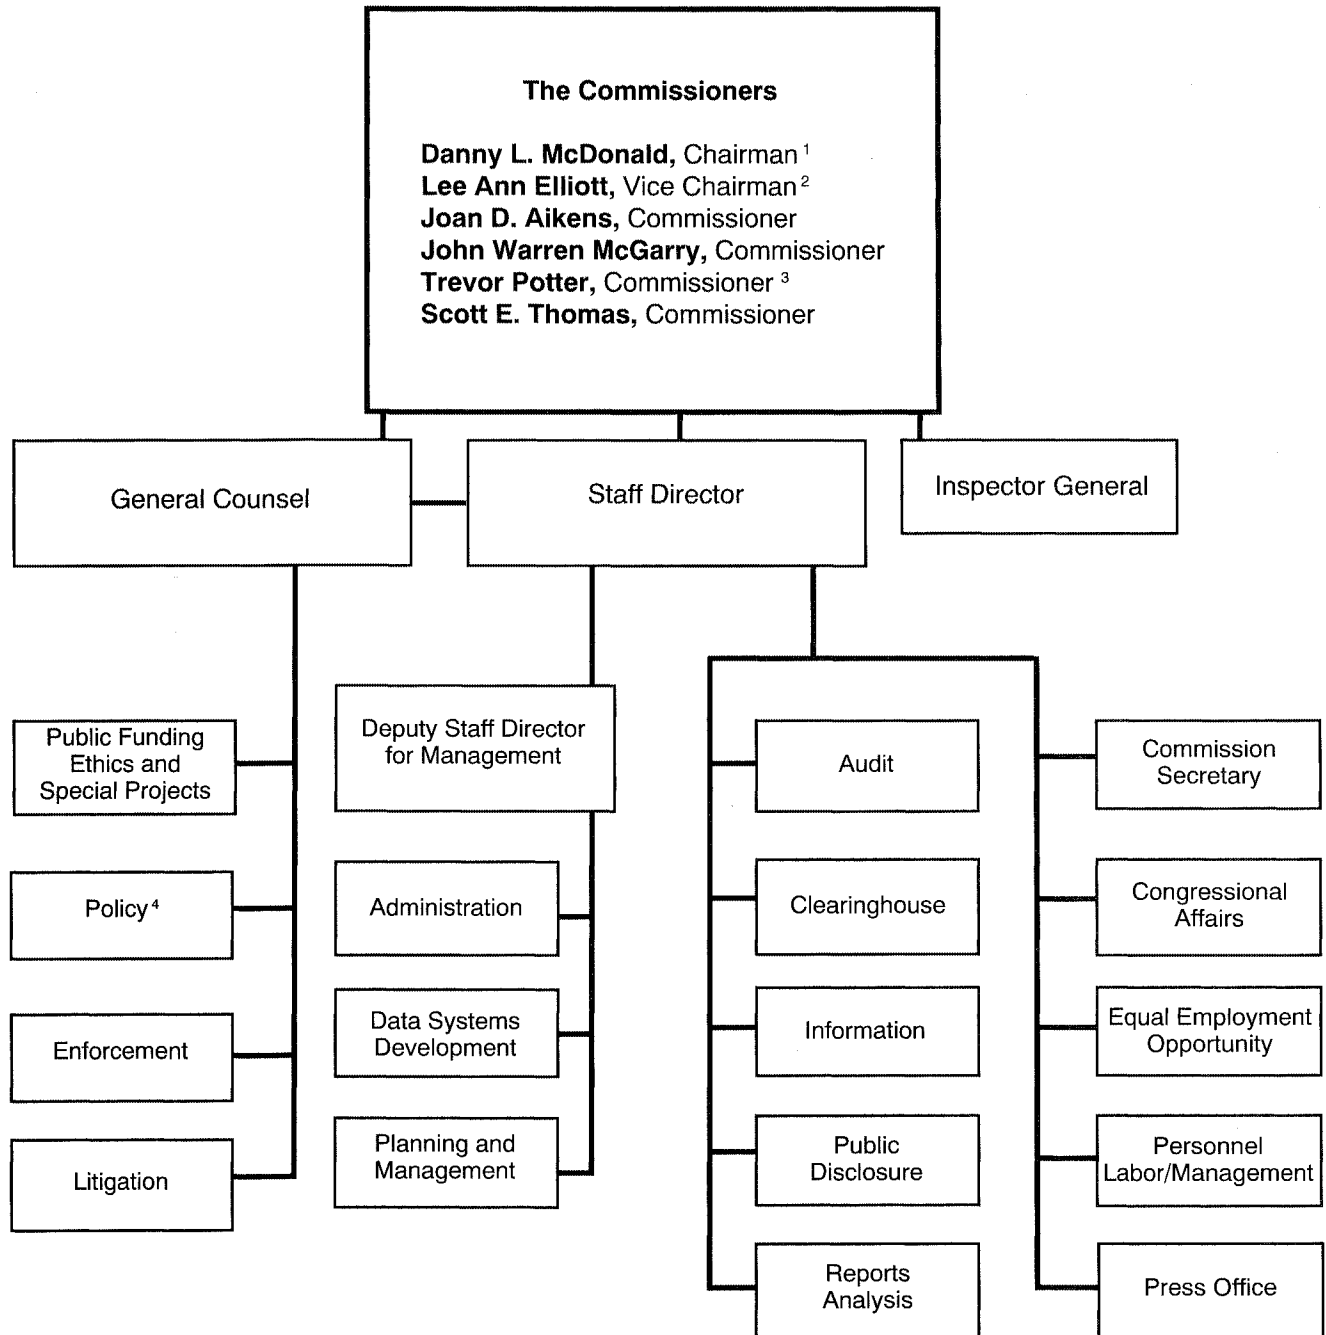 The Commissioners
Danny L. McDonald, Chairman 1
Lee Ann Elliott, Vice Chairman 2
Joan D. Aikens, Commissioner
John Warren McGarry, Commissioner
Trevor Potter, Commissioner 3
Scott E. Thomas, Commissioner
General Counsel
Staff Director
Inspector General
Public Funding
Ethics and
Special Projects
Policy 4
Enforcement
Litigation
Deputy Staff Director
for Management
Administration
Data Systems
Development
Planning and
Management
Audit
Clearinghouse
Information
Public
Disclosure
Reports
Analysis
Commission
Secretary
Congressional
Affairs
Equal Employment
Opportunity
Personnel
Labor/Management
Press Office